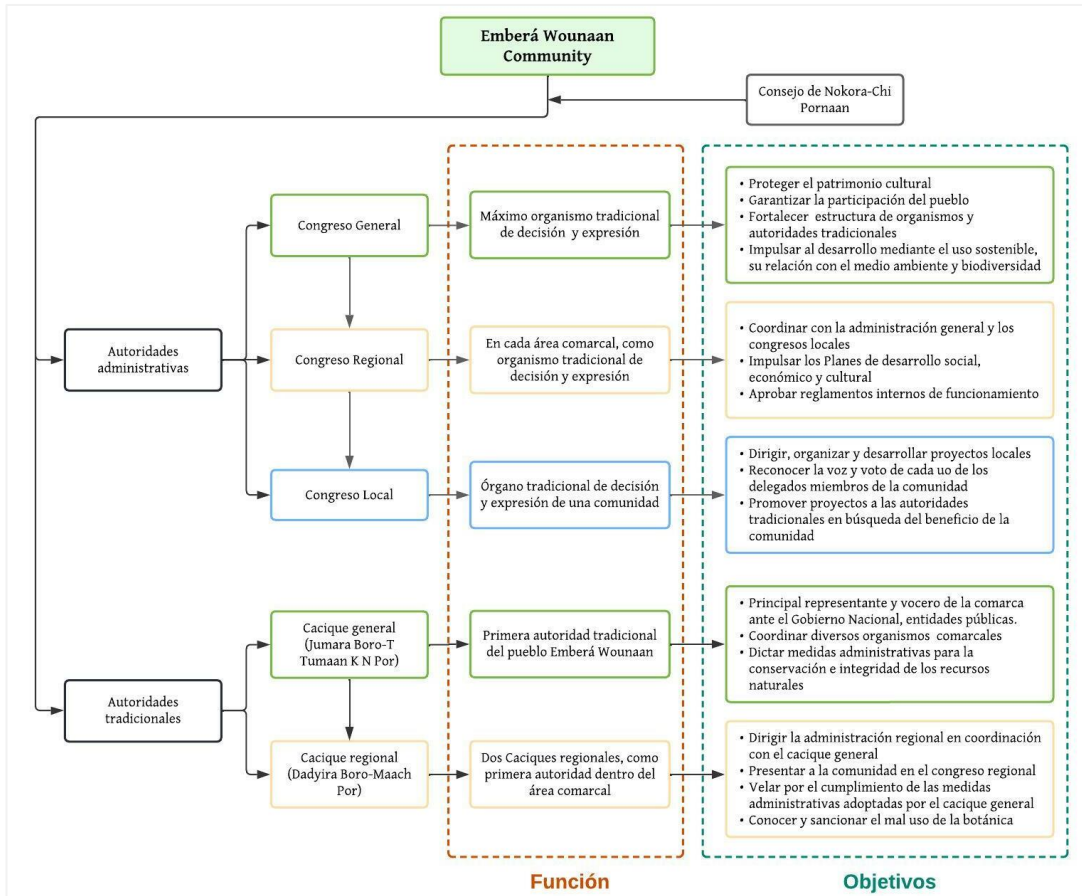 Emberá Wounaan
Community
Consejo de Nokora-Chi
Pornaan
Autoridades
administrativas
Congreso General
Máximo organismo tradicional
de decisión y expresión
• Proteger el patrimonio cultural
• Garantizar la participación del pueblo
• Fortalecer estructura de organismos y
autoridades tradicionales
• Impulsar al desarrollo mediante el uso sostenible,
su relación con el medio ambiente y biodiversidad
Congreso Regional
En cada área comarcal, como
organismo tradicional de
decisión y expresión
• Coordinar con la administración general y los
congresos locales
• Impulsar los Planes de desarrollo social,
económico y cultural
• Aprobar reglamentos internos de funcionamiento
Congreso Local
Órgano tradicional de decisión
y expresión de una comunidad
• Dirigir, organizar y desarrollar proyectos locales
• Reconocer la voz y voto de cada uo de los
delegados miembros de la comunidad
• Promover proyectos a las autoridades
tradicionales en búsqueda del beneficio de la
comunidad
Autoridades
tradicionales
Cacique general
(Jumara Boro-T
Tumaan K N Por)
Primera autoridad tradicional
del pueblo Emberá Wounaan
• Principal representante y vocero de la comarca
ante el Gobierno Nacional, entidades públicas.
• Coordinar diversos organismos comarcales
• Dictar medidas administrativas para la
conservación e integridad de los recursos
naturales
Cacique regional
(Dadyira Boro-Maach
Por)
Dos Caciques regionales, como
primera autoridad dentro del
área comarcal
• Dirigir la administración regional en coordinación
con el cacique general
• Presentar a la comunidad en el congreso regional
• Velar por el cumplimiento de las medidas
administrativas adoptadas por el cacique general
• Conocer y sancionar el mal uso de la botánica
Función
Objetivos